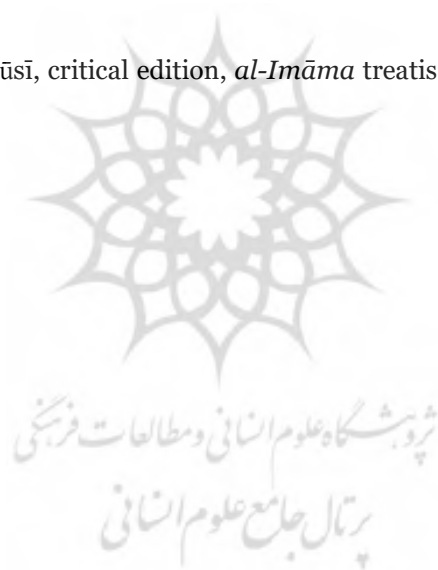 ūsī, critical edition, al-Imāma treatis
پژوهشگاه علوم انسانی و مطالعات فرهنگی
پرتال جامع علوم انسانی